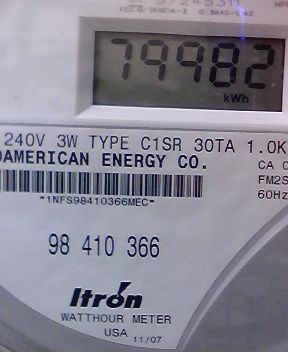 79982
kWh
240V 3W TYPE C1SR 30TA 1.0K
AMERICAN ENERGY CO.
CA
*1NFS98410366MEC*
FM2S
60Hz
98 410 366
Itron
WATTHOUR METER
USA 11/07